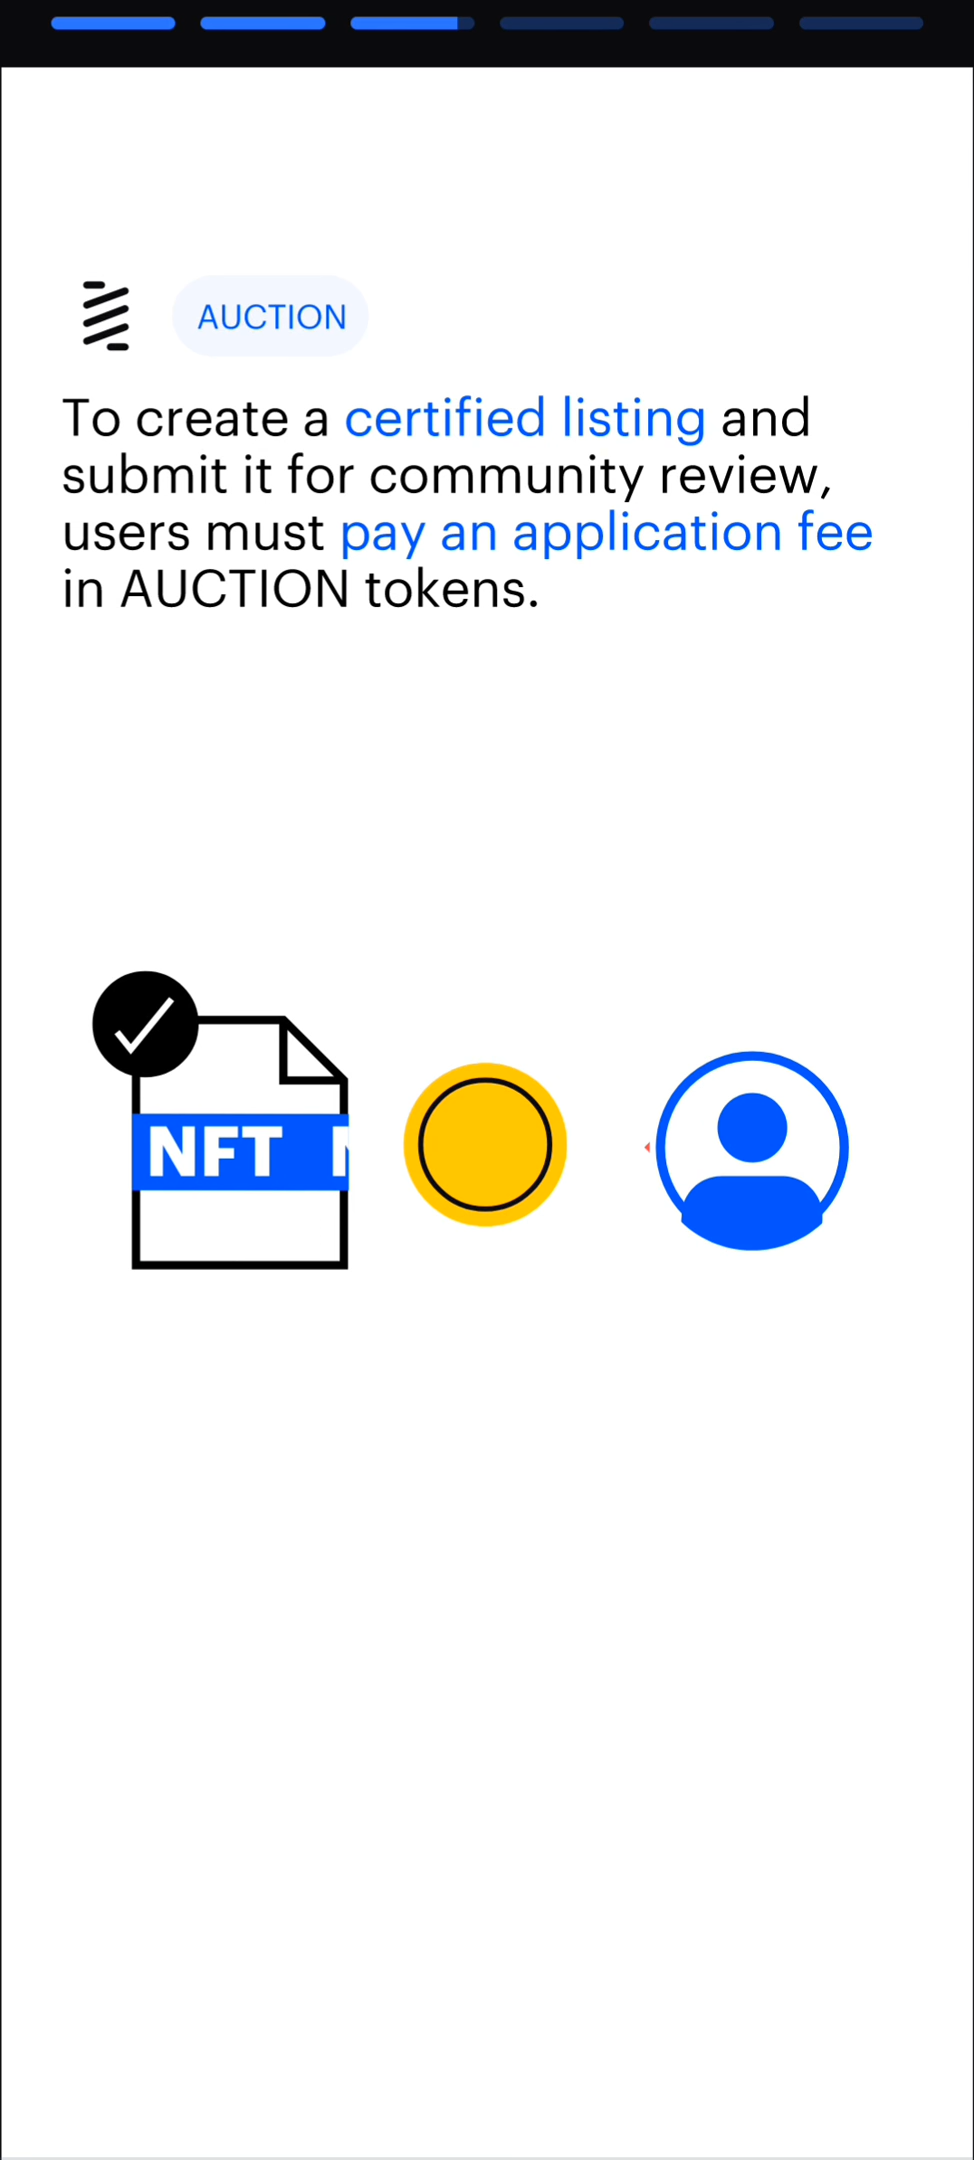 AUCTION
To create a certified listing and
submit it for community review,
users must pay an application fee
in AUCTION tokens.
NFT N